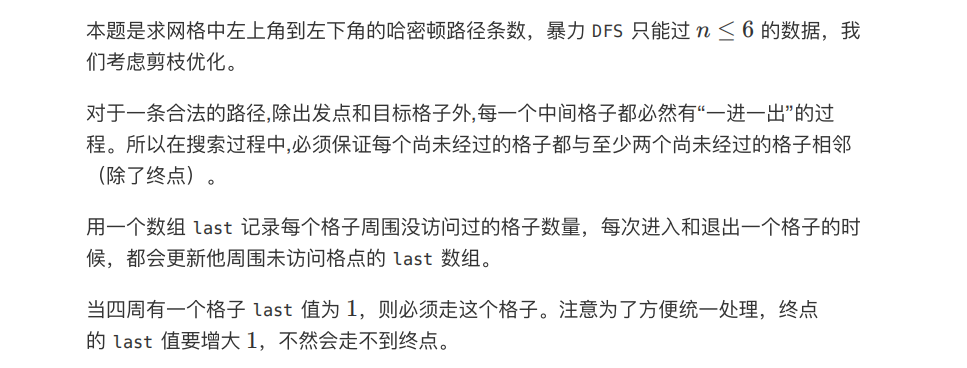 本题是求网格中左上角到左下角的哈密顿路径条数，暴力 DFS 只能过 n ≤ 6 的数据，我
们考虑剪枝优化。
对于一条合法的路径,除出发点和目标格子外,每一个中间格子都必然有“一进一出”的过
程。所以在搜索过程中,必须保证每个尚未经过的格子都与至少两个尚未经过的格子相邻
（除了终点）。
用一个数组 last 记录每个格子周围没访问过的格子数量，每次进入和退出一个格子的时
候，都会更新他周围未访问格点的 last 数组。
当四周有一个格子 last 值为 1，则必须走这个格子。注意为了方便统一处理，终点
的 last 值要增大 1，不然会走不到终点。